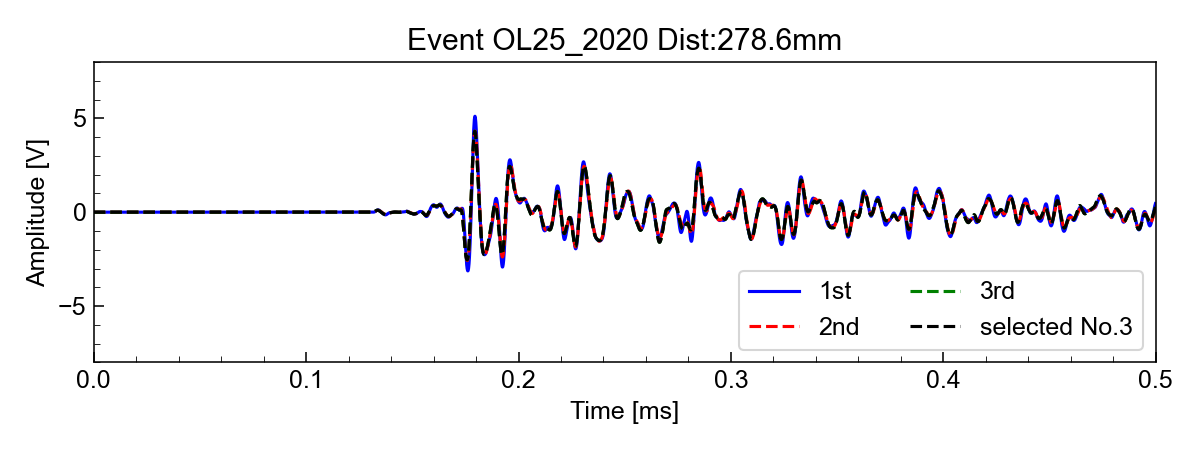 Event OL25_2020 Dist:278.6mm
Amplitude [V]
5
0
−5
1st
2nd
3rd
selected No.3
0.0 0.1 0.2 0.3 0.4 0.5
Time [ms]